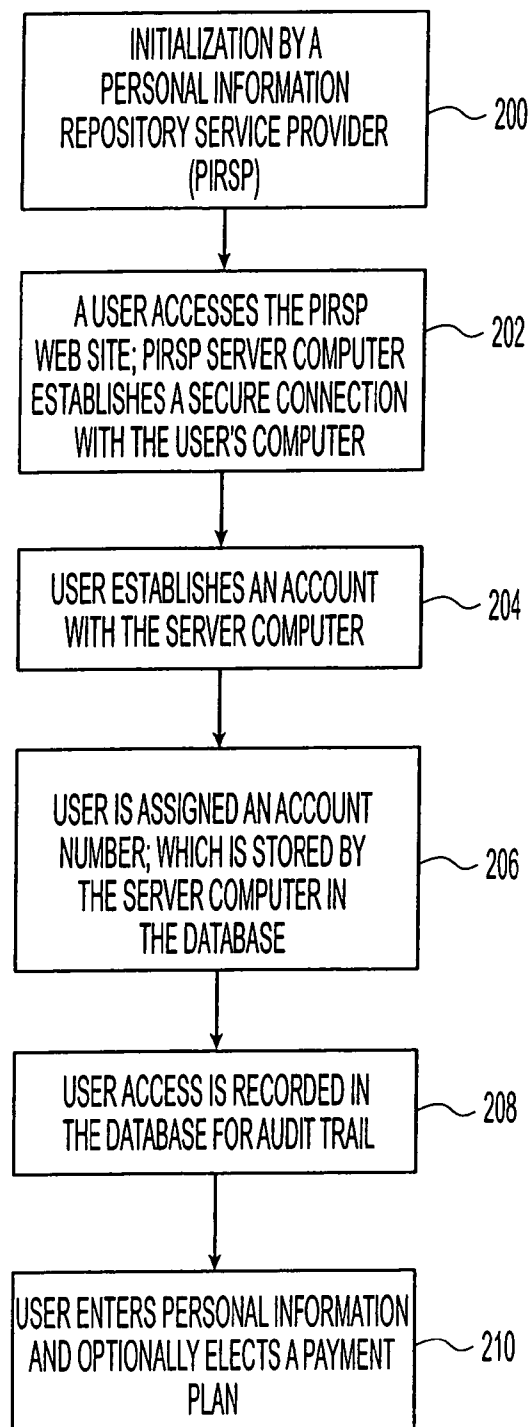 INITIALIZATION BY A
PERSONAL INFORMATION
REPOSITORY SERVICE PROVIDER
(PIRSP)
200
A USER ACCESSES THE PIRSP
WEB SITE; PIRSP SERVER COMPUTER
ESTABLISHES A SECURE CONNECTION
WITH THE USER'S COMPUTER
202
USER ESTABLISHES AN ACCOUNT
WITH THE SERVER COMPUTER
204
USER IS ASSIGNED AN ACCOUNT
NUMBER; WHICH IS STORED BY
THE SERVER COMPUTER IN
THE DATABASE
206
USER ACCESS IS RECORDED IN
THE DATABASE FOR AUDIT TRAIL
208
USER ENTERS PERSONAL INFORMATION
AND OPTIONALLY ELECTS A PAYMENT
PLAN
210